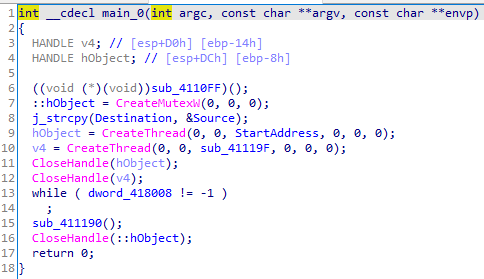 1 int __cdecl main_0(int argc, const char **argv, const char **envp)
2 {
3 HANDLE v4; // [esp+D0h] [ebp-14h]
4 HANDLE hObject; // [esp+DCh] [ebp-8h]
5
6 ((void (*)(void))sub_4110FF)();
7 ::hObject = CreateMutexW(0, 0, 0);
8 j_strcpy(Destination, &Source);
9 hObject = CreateThread(0, 0, StartAddress, 0, 0, 0);
10 v4 = CreateThread(0, 0, sub_41119F, 0, 0, 0);
11 CloseHandle(hObject);
12 CloseHandle(v4);
13 while ( dword_418008 != -1 )
14 ;
15 sub_411190();
16 CloseHandle(::hObject);
17 return 0;
18 }